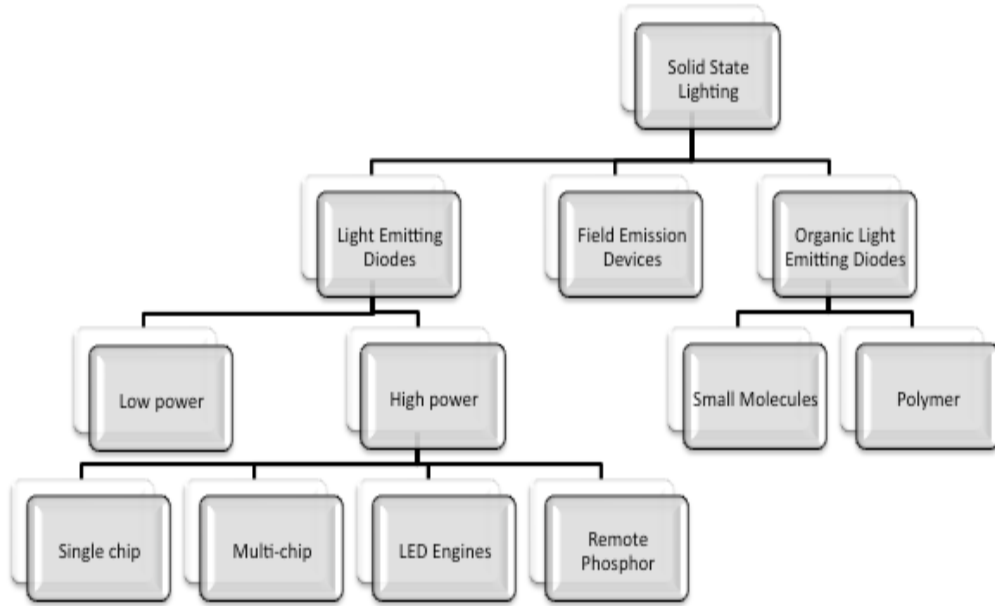 Solid State
Lighting
Light Emitting
Diodes
Field Emission
Devices
Organic Light
Emitting Diodes
Low power
High power
Small Molecules
Polymer
Single chip
Multi-chip
LED Engines
Remote
Phosphor